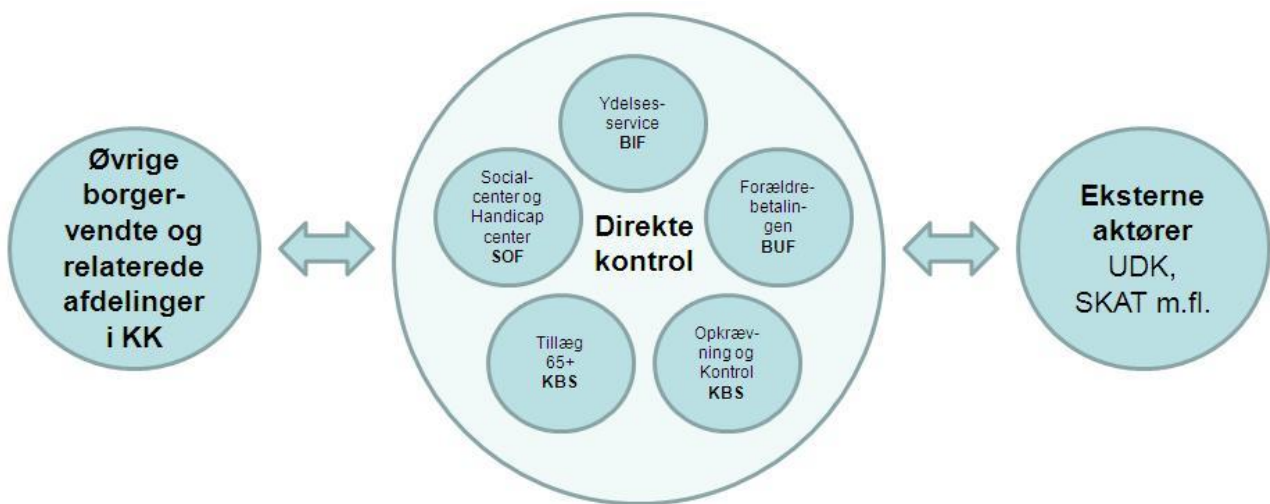 Øvrige
borger-
vendte og
relaterede
afdelinger
i KK
Ydelses-
service
BIF
Social-
center og
Handicap
center
SOF
Direkte
kontrol
Forældre-
betalin-
gen
BUF
Tillæg
65+
KBS
Opkræv-
ning og
Kontrol
KBS
Eksterne
aktører
UDK,
SKAT m.fl.